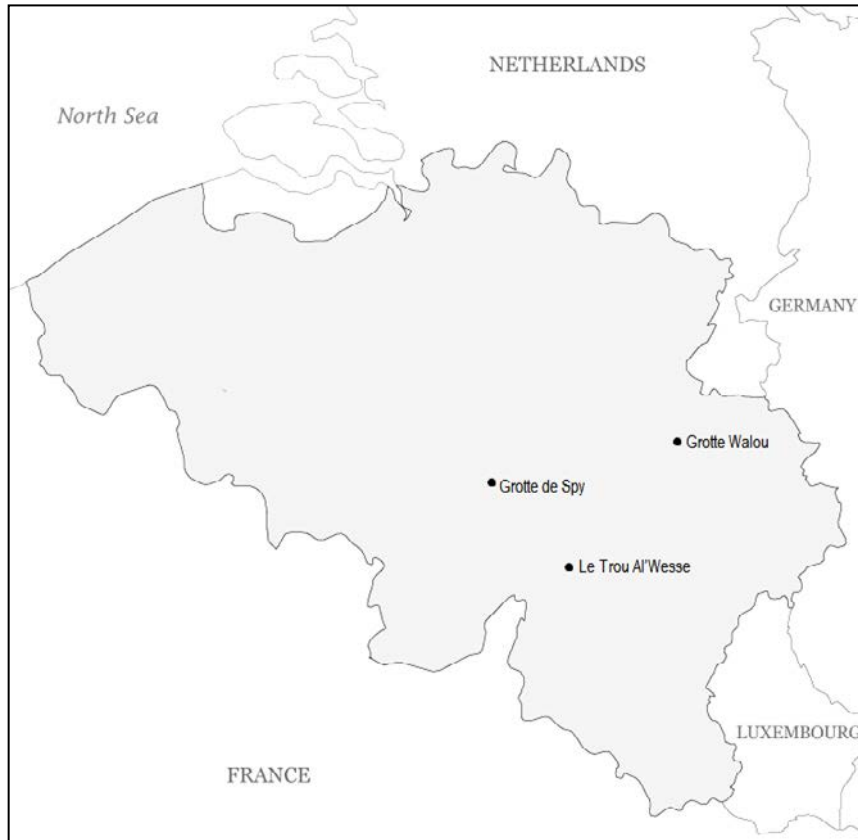 NETHERLANDS
North Sea
GERMANY
Grotte Walou
Grotte de Spy
Le Trou Al'Wesse
LUXEMBOURG
FRANCE